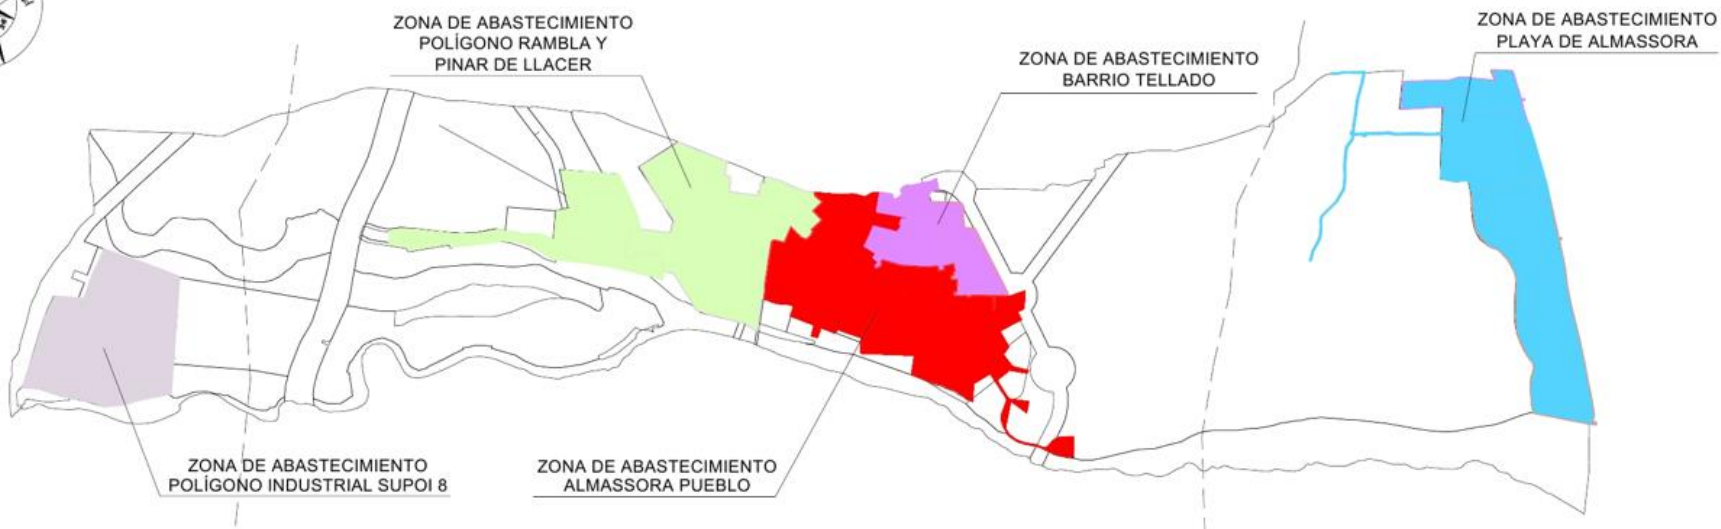 ZONA DE ABASTECIMIENTO
POLÍGONO RAMBLA Y
PINAR DE LLACER
ZONA DE ABASTECIMIENTO
BARRIO TELLADO
ZONA DE ABASTECIMIENTO
PLAYA DE ALMASSORA
ZONA DE ABASTECIMIENTO
POLÍGONO INDUSTRIAL SUPOI 8
ZONA DE ABASTECIMIENTO
ALMASSORA PUEBLO